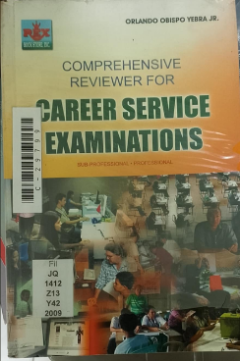 ORLANDO OBISPO YERRA JR.
REX
COMPREHENSIVE
REVIEWER FOR
CAREER SERVICE
EXAMINATIONS
SUB-PROFESSIONAL / PROFESSIONAL
Fil
JQ
1412
Z13
Y42
2009